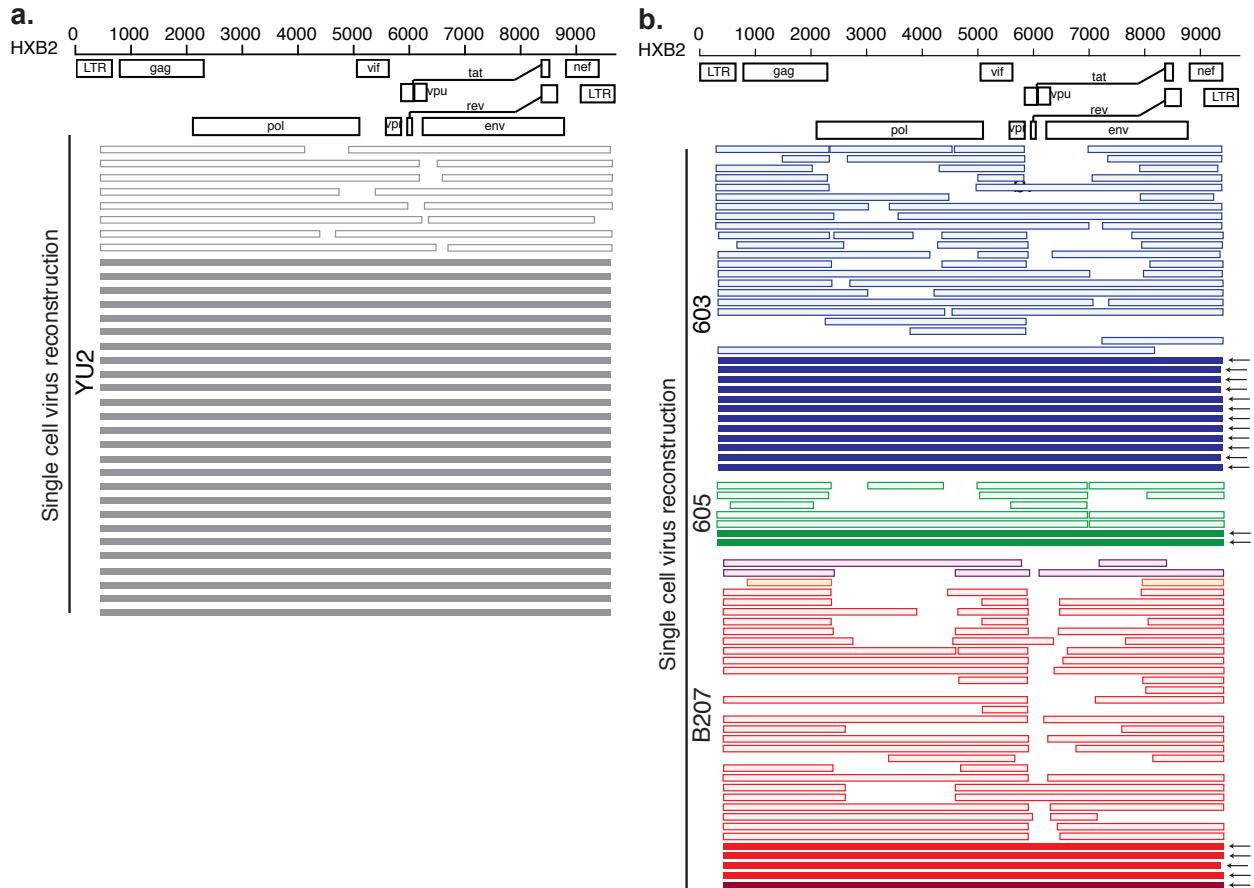 a.
HXB2
0 1000 2000 3000 4000 5000 6000 7000 8000 9000
LTR gag vif tat nef
vpu
rev LTR
pol vpr env
Single cell virus reconstruction
YU2
b.
HXB2
0 1000 2000 3000 4000 5000 6000 7000 8000 9000
LTR gag vif tat nef
vpu
rev LTR
pol vpr env
Single cell virus reconstruction
603
605
B207